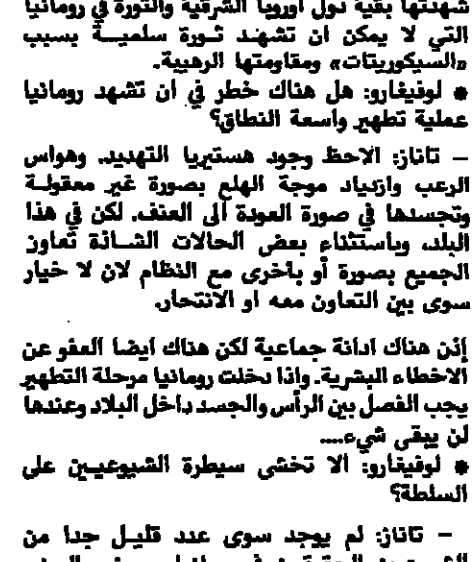 شهدتها بقية دول اوروبا الشرقية والثورة في رومانيا
التي لا يمكن ان تشهد ثورة سلمية بسبب
«السيكوريتات» ومقاومتها الرهيبة.
* لوفيغارو: هل هناك خطر في ان تشهد رومانيا
عملية تطهير واسعة النطاق؟
– تاناز: الاحظ وجود هستيريا التهديد. وهواس
الرعب وازدياد موجة الهلع بصورة غير معقولة
وتجسدها في صورة العودة الى العنف. لكن في هذا
البلد، وباستثناء بعض الحالات الشاذة تعاون
الجميع بصورة أو بأخرى مع النظام لان لا خيار
سوى بين التعاون معه او الانتحار.
إذن هناك ادانة جماعية لكن هناك ايضا العفو عن
الاخطاء البشرية. واذا دخلت رومانيا مرحلة التطهير
يجب الفصل بين الرأس والجسد داخل البلاد وعندها
لن يبقى شيء....
* لوفيغارو: الا تخشى سيطرة الشيوعيين على
السلطة؟
– تاناز: لم يوجد سوى عدد قليل جدا من